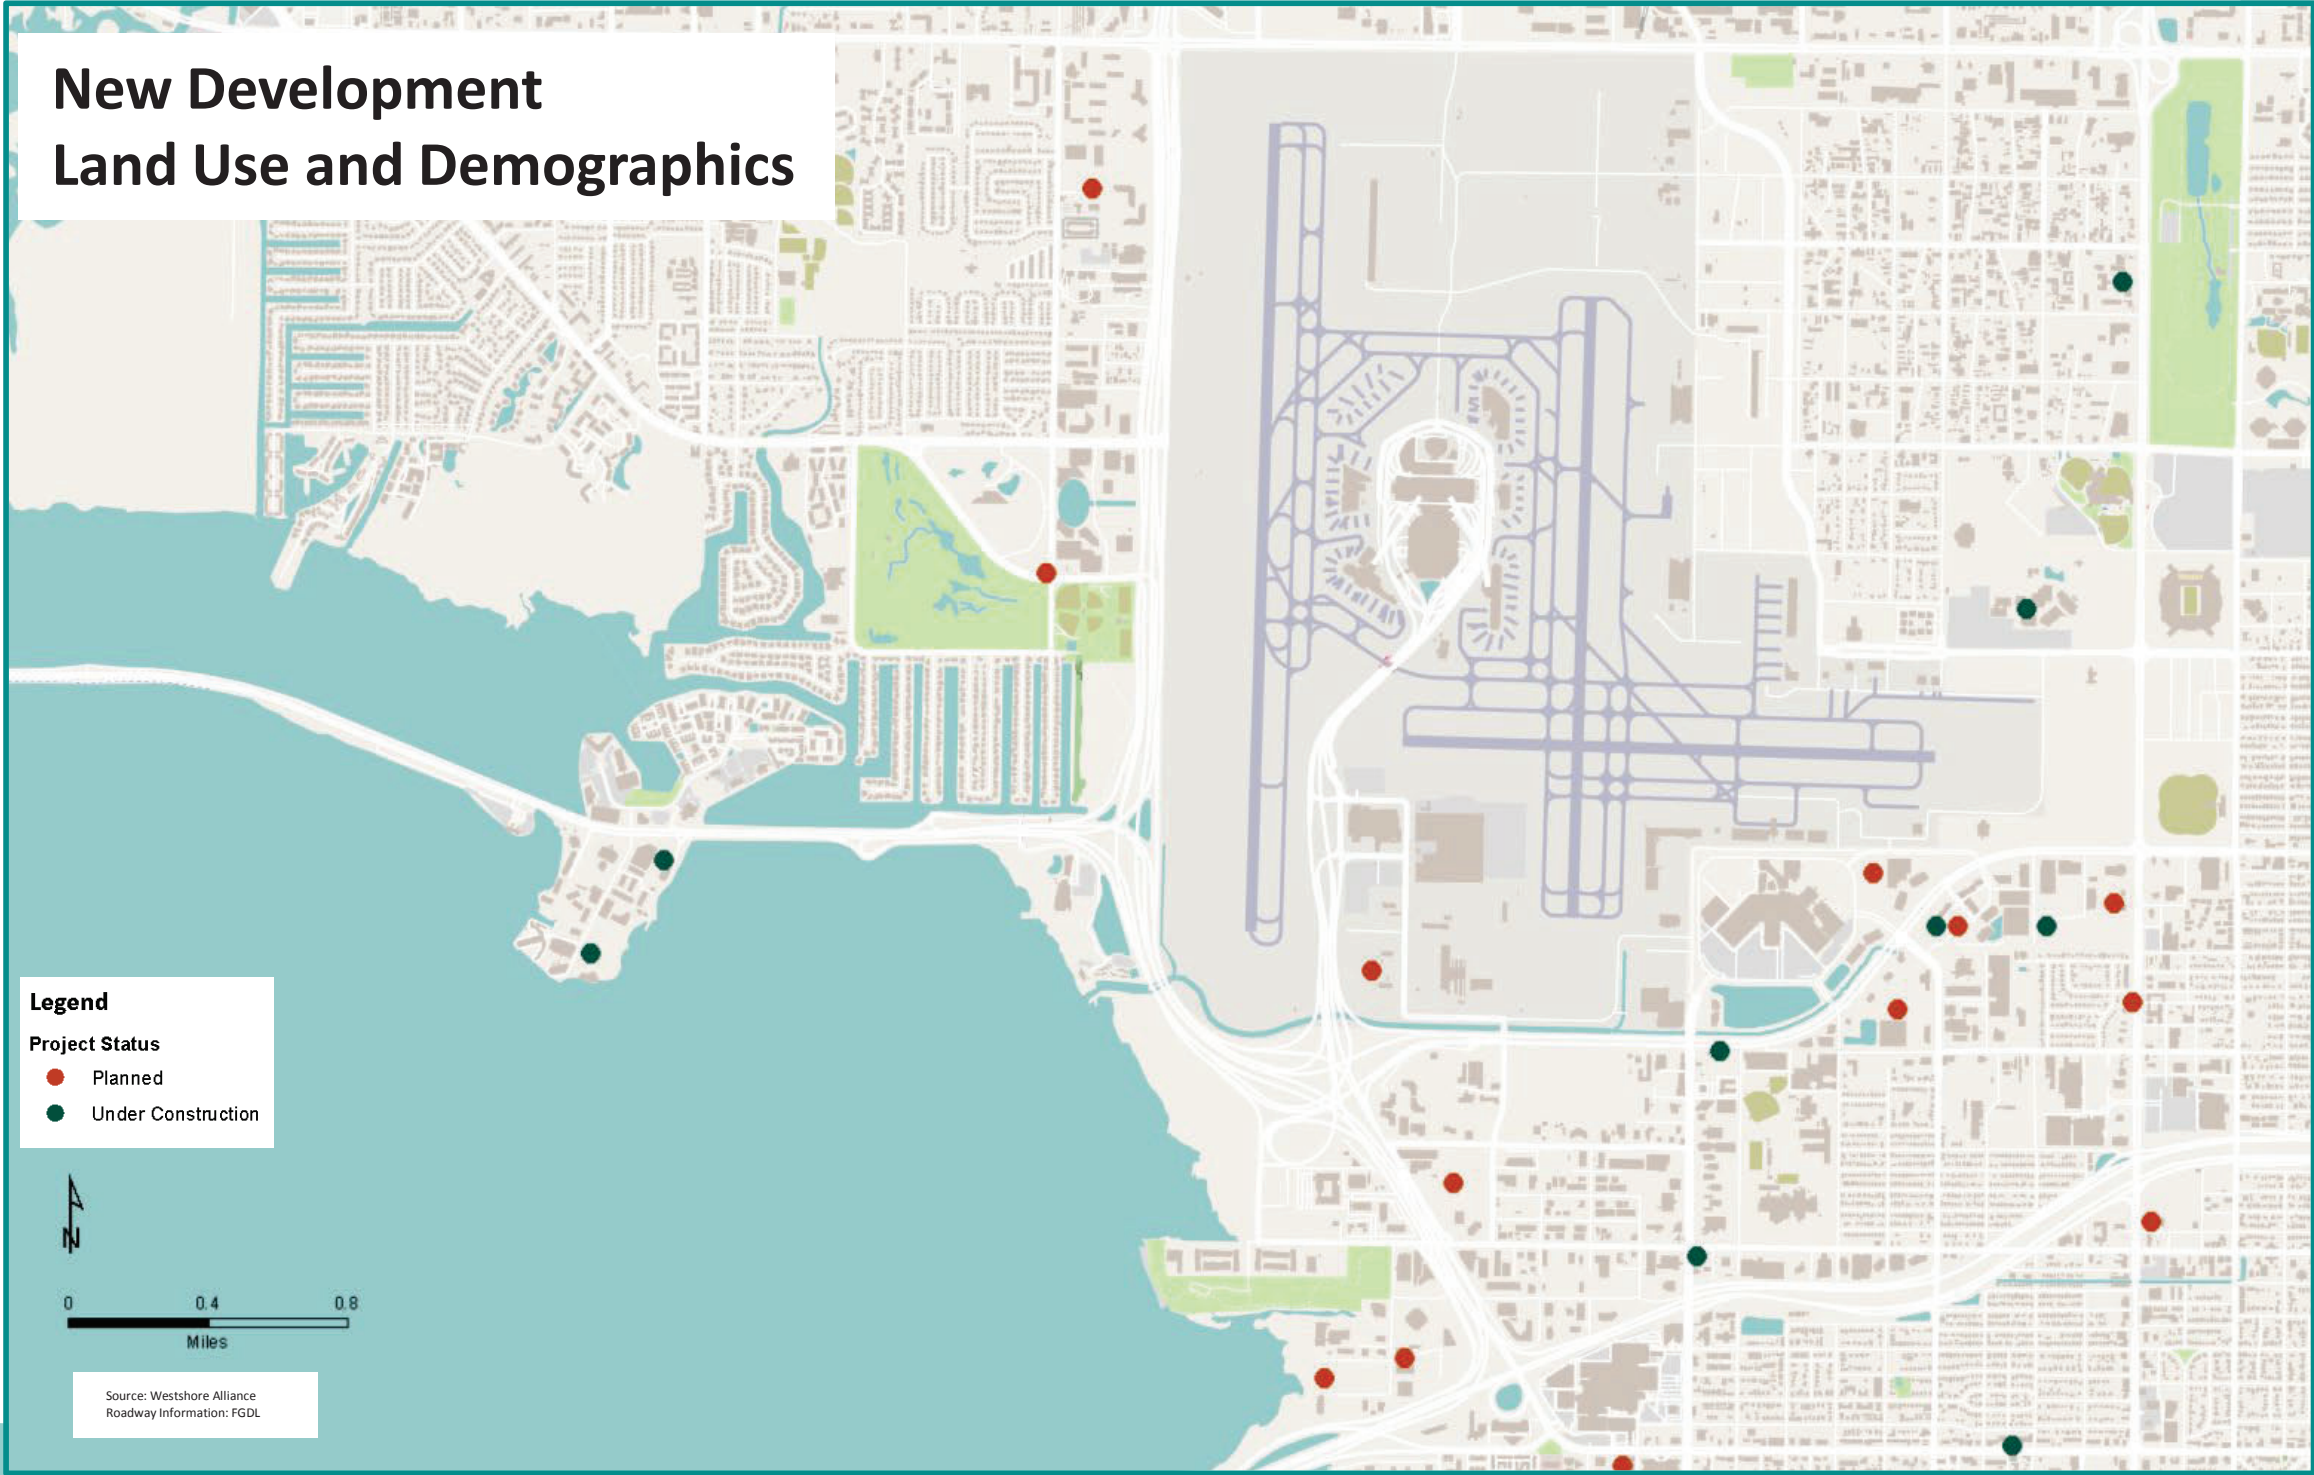 New Development
Land Use and Demographics
Legend
Project Status
Planned
Under Construction
N
0 0.4 0.8
Miles
Source: Westshore Alliance
Roadway Information: FGDL